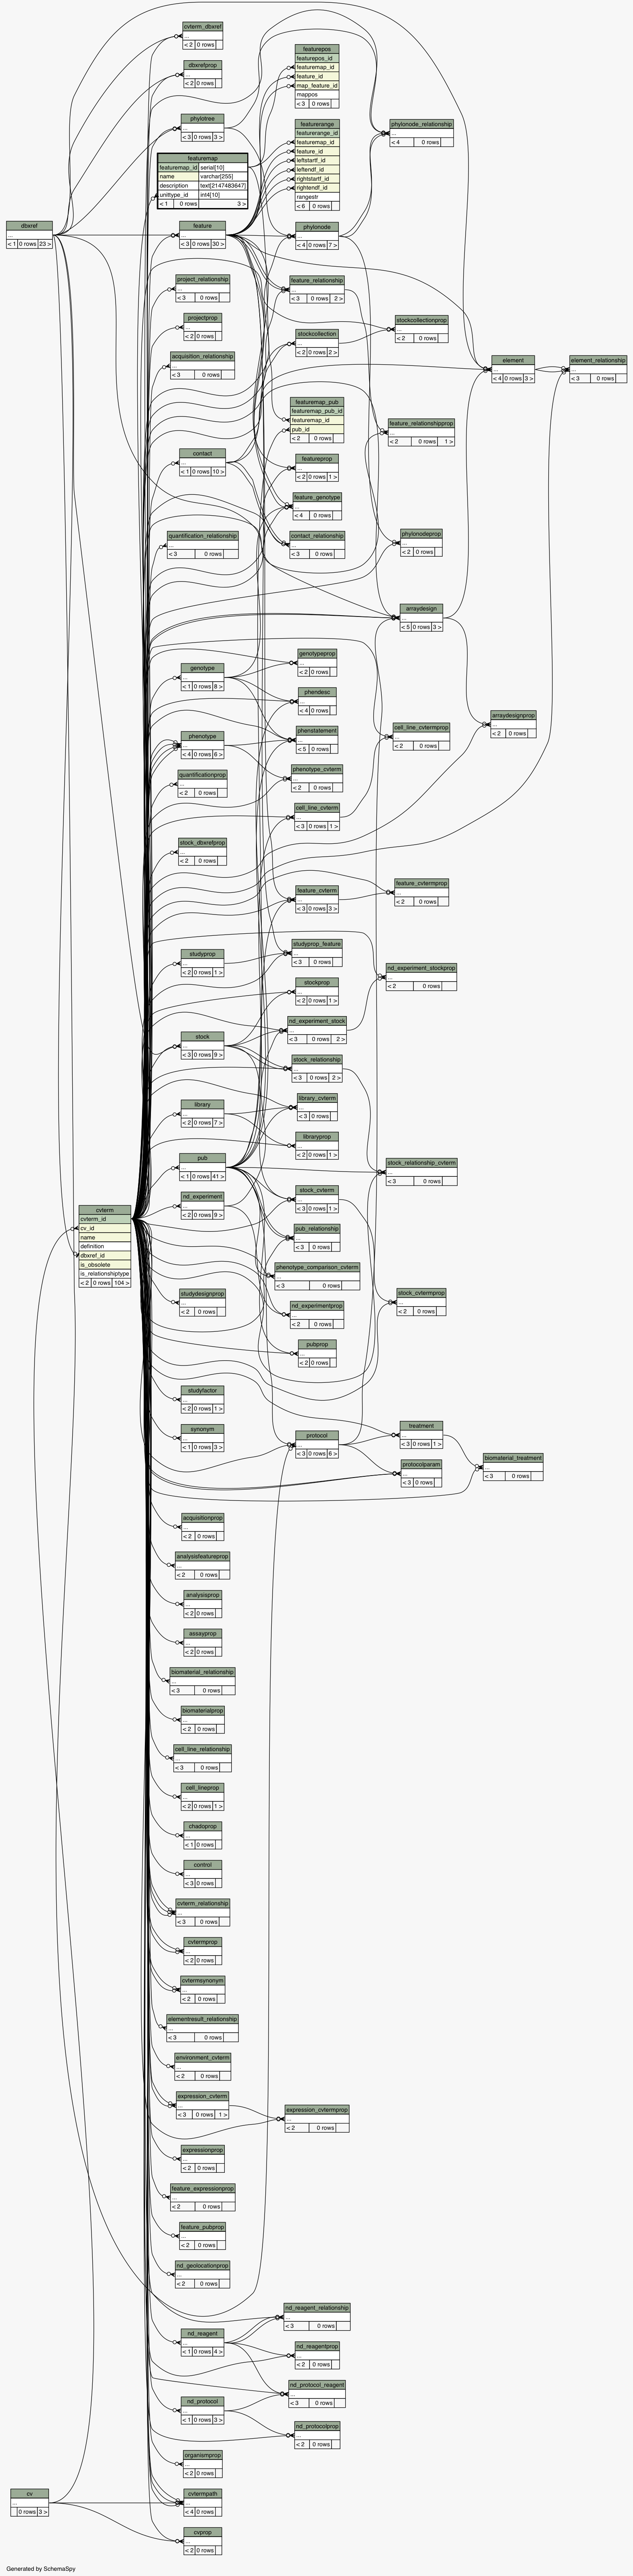 cvterm_dbxref
...
< 2 0 rows
dbxrefprop
...
< 2 0 rows
phylotree
...
< 3 0 rows 3 >
featuremap
featuremap_id serial[10]
name varchar[255]
description text[2147483647]
unittype_id int4[10]
< 1 0 rows 3 >
dbxref
...
< 1 0 rows 23 >
feature
...
< 3 0 rows 30 >
featurepos
featurepos_id
featuremap_id
feature_id
map_feature_id
mappos
< 3 0 rows
featurerange
featurerange_id
featuremap_id
feature_id
leftstartf_id
leftendf_id
rightstartf_id
rightendf_id
rangestr
< 6 0 rows
phylonode_relationship
...
< 4 0 rows
phylonode
...
< 4 0 rows 7 >
project_relationship
...
< 3 0 rows
feature_relationship
...
< 3 0 rows 2 >
projectprop
...
< 2 0 rows
stockcollection
...
< 2 0 rows 2 >
stockcollectionprop
...
< 2 0 rows
acquisition_relationship
...
< 3 0 rows
element
...
< 4 0 rows 3 >
element_relationship
...
< 3 0 rows
featuremap_pub
featuremap_pub_id
featuremap_id
pub_id
< 2 0 rows
feature_relationshipprop
...
< 2 0 rows 1 >
contact
...
< 1 0 rows 10 >
featureprop
...
< 2 0 rows 1 >
feature_genotype
...
< 4 0 rows
quantification_relationship
...
< 3 0 rows
contact_relationship
...
< 3 0 rows
phylonodeprop
...
< 2 0 rows
arraydesign
...
< 5 0 rows 3 >
genotype
...
< 1 0 rows 8 >
genotypeprop
...
< 2 0 rows
phendesc
...
< 4 0 rows
arraydesignprop
...
< 2 0 rows
phenotype
...
< 4 0 rows 6 >
phenstatement
...
< 5 0 rows
cell_line_cvtermprop
...
< 2 0 rows
quantificationprop
...
< 2 0 rows
phenotype_cvterm
...
< 2 0 rows
cell_line_cvterm
...
< 3 0 rows 1 >
stock_dbxrefprop
...
< 2 0 rows
feature_cvterm
...
< 3 0 rows 3 >
feature_cvtermprop
...
< 2 0 rows
studyprop
...
< 2 0 rows 1 >
studyprop_feature
...
< 3 0 rows
nd_experiment_stockprop
...
< 2 0 rows
stockprop
...
< 2 0 rows 1 >
stock
...
< 3 0 rows 9 >
nd_experiment_stock
...
< 3 0 rows 2 >
stock_relationship
...
< 3 0 rows 2 >
library
...
< 2 0 rows 7 >
library_cvterm
...
< 3 0 rows
libraryprop
...
< 2 0 rows 1 >
pub
...
< 1 0 rows 41 >
stock_relationship_cvterm
...
< 3 0 rows
nd_experiment
...
< 2 0 rows 9 >
stock_cvterm
...
< 3 0 rows 1 >
cvterm
cvterm_id
cv_id
name
definition
dbxref_id
is_obsolete
is_relationshiptype
< 2 0 rows 104 >
pub_relationship
...
< 3 0 rows
phenotype_comparison_cvterm
...
< 3 0 rows
studydesignprop
...
< 2 0 rows
nd_experimentprop
...
< 2 0 rows
stock_cvtermprop
...
< 2 0 rows
pubprop
...
< 2 0 rows
studyfactor
...
< 2 0 rows 1 >
synonym
...
< 1 0 rows 3 >
protocol
...
< 3 0 rows 6 >
treatment
...
< 3 0 rows 1 >
protocolparam
...
< 3 0 rows
biomaterial_treatment
...
< 3 0 rows
acquisitionprop
...
< 2 0 rows
analysisfeatureprop
...
< 2 0 rows
analysisprop
...
< 2 0 rows
assayprop
...
< 2 0 rows
biomaterial_relationship
...
< 3 0 rows
biomaterialprop
...
< 2 0 rows
cell_line_relationship
...
< 3 0 rows
cell_lineprop
...
< 2 0 rows 1 >
chadoprop
...
< 1 0 rows
control
...
< 3 0 rows
cvterm_relationship
...
< 3 0 rows
cvtermprop
...
< 2 0 rows
cvtermsynonym
...
< 2 0 rows
elementresult_relationship
...
< 3 0 rows
environment_cvterm
...
< 2 0 rows
expression_cvterm
...
< 3 0 rows 1 >
expression_cvtermprop
...
< 2 0 rows
expressionprop
...
< 2 0 rows
feature_expressionprop
...
< 2 0 rows
feature_pubprop
...
< 2 0 rows
nd_geolocationprop
...
< 2 0 rows
nd_reagent_relationship
...
< 3 0 rows
nd_reagent
...
< 1 0 rows 4 >
nd_reagentprop
...
< 2 0 rows
nd_protocol_reagent
...
< 3 0 rows
nd_protocol
...
< 1 0 rows 3 >
nd_protocolprop
...
< 2 0 rows
organismprop
...
< 2 0 rows
cv
...
0 rows 3 >
cvtermpath
...
< 4 0 rows
cvprop
...
< 2 0 rows
Generated by SchemaSpy